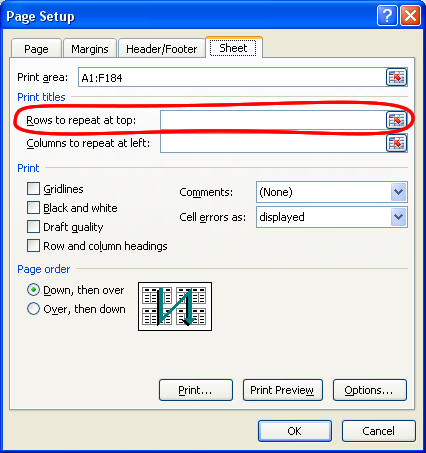 Page Setup
Page
Margins
Header/Footer
Sheet
Print area:
A1:F184
Print titles
Rows to repeat at top:
Columns to repeat at left:
Print
Gridlines
Comments:
(None)
Black and white
Cell errors as:
displayed
Draft quality
Row and column headings
Page order
Down, then over
Over, then down
Print...
Print Preview
Options...
OK
Cancel